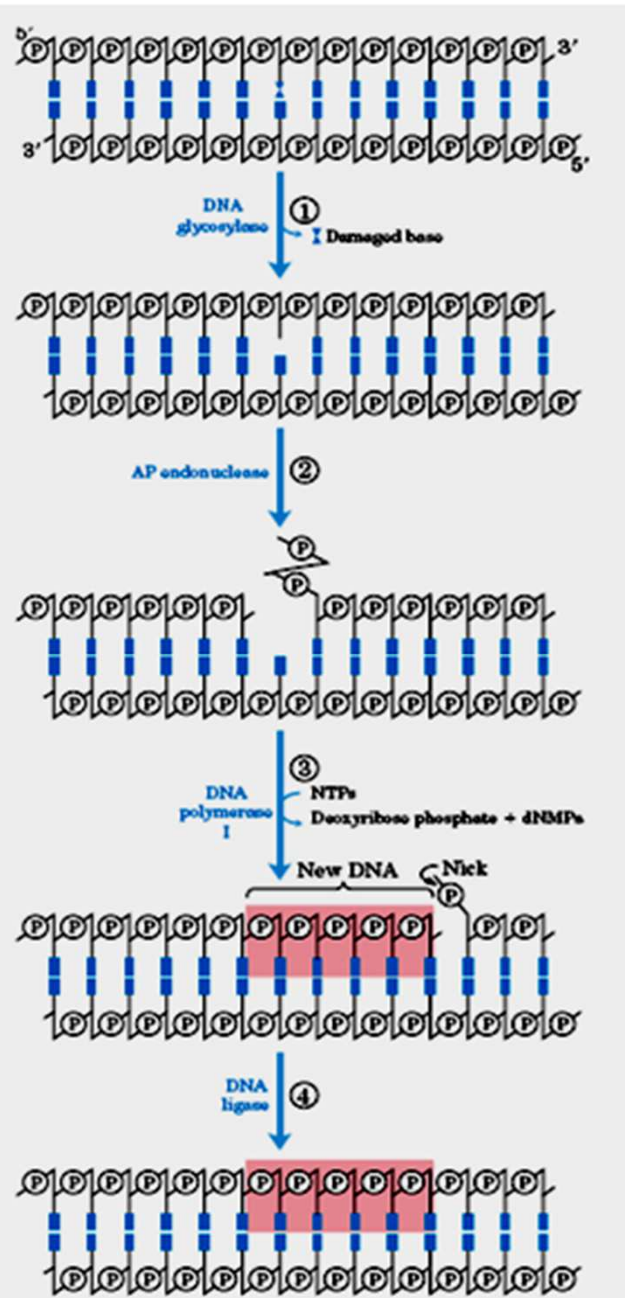 5' P P P P P P P P P P P P P P 3'
3' P P P P P P P P P P P P P P 5'
DNA
glycosylase
1
Damaged base
P P P P P P P P P P P P P P
P P P P P P P P P P P P P P
AP endonuclease 2
P
P
P P P P P P P P P P P P
P P P P P P P P P P P P P P
3
DNA
polymerase
I
NTPs
Deoxyribose phosphate + dNMPs
New DNA Nick
P
P P P P P P P P P P P P P
P P P P P P P P P P P P P P
DNA
ligase
4
P P P P P P P P P P P P P P
P P P P P P P P P P P P P P